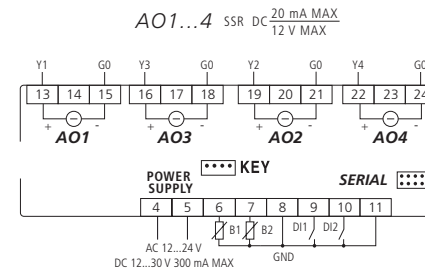 AO1...4 SSR DC 20 mA MAX
12 V MAX
Y1 G0 Y3 G0 Y2 G0 Y4 G0
13 14 15 16 17 18 19 20 21 22 23 24
+ - + - + - + -
AO1 AO3 AO2 AO4
KEY
POWER SUPPLY
SERIAL
4 5 6 7 8 9 10 11
B1 B2 DI1 DI2
AC 12...24 V
DC 12...30 V 300 mA MAX
GND